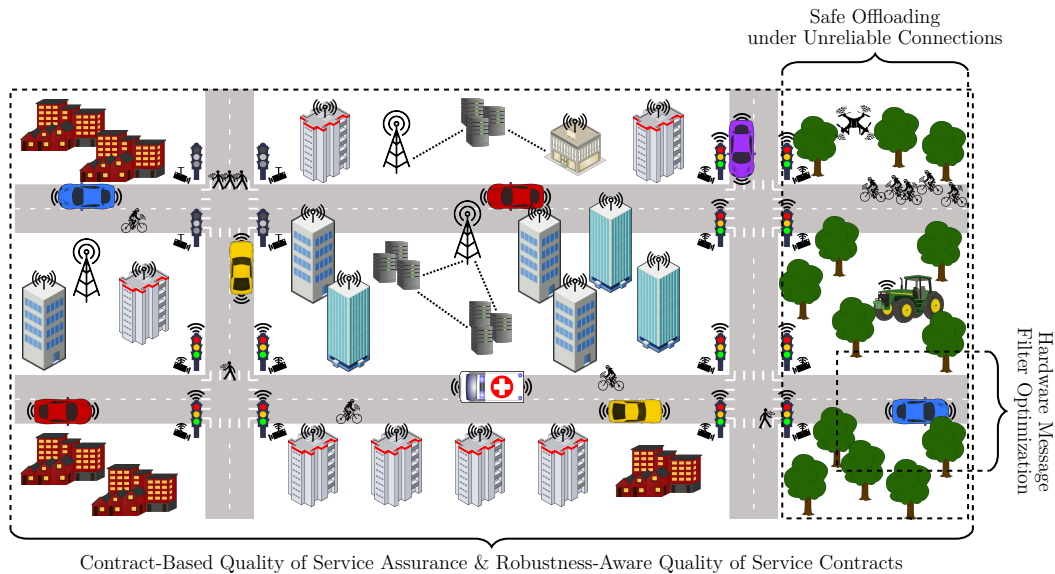 Safe Offloading
under Unreliable Connections
Hardware Message
Filter Optimization
Contract-Based Quality of Service Assurance & Robustness-Aware Quality of Service Contracts